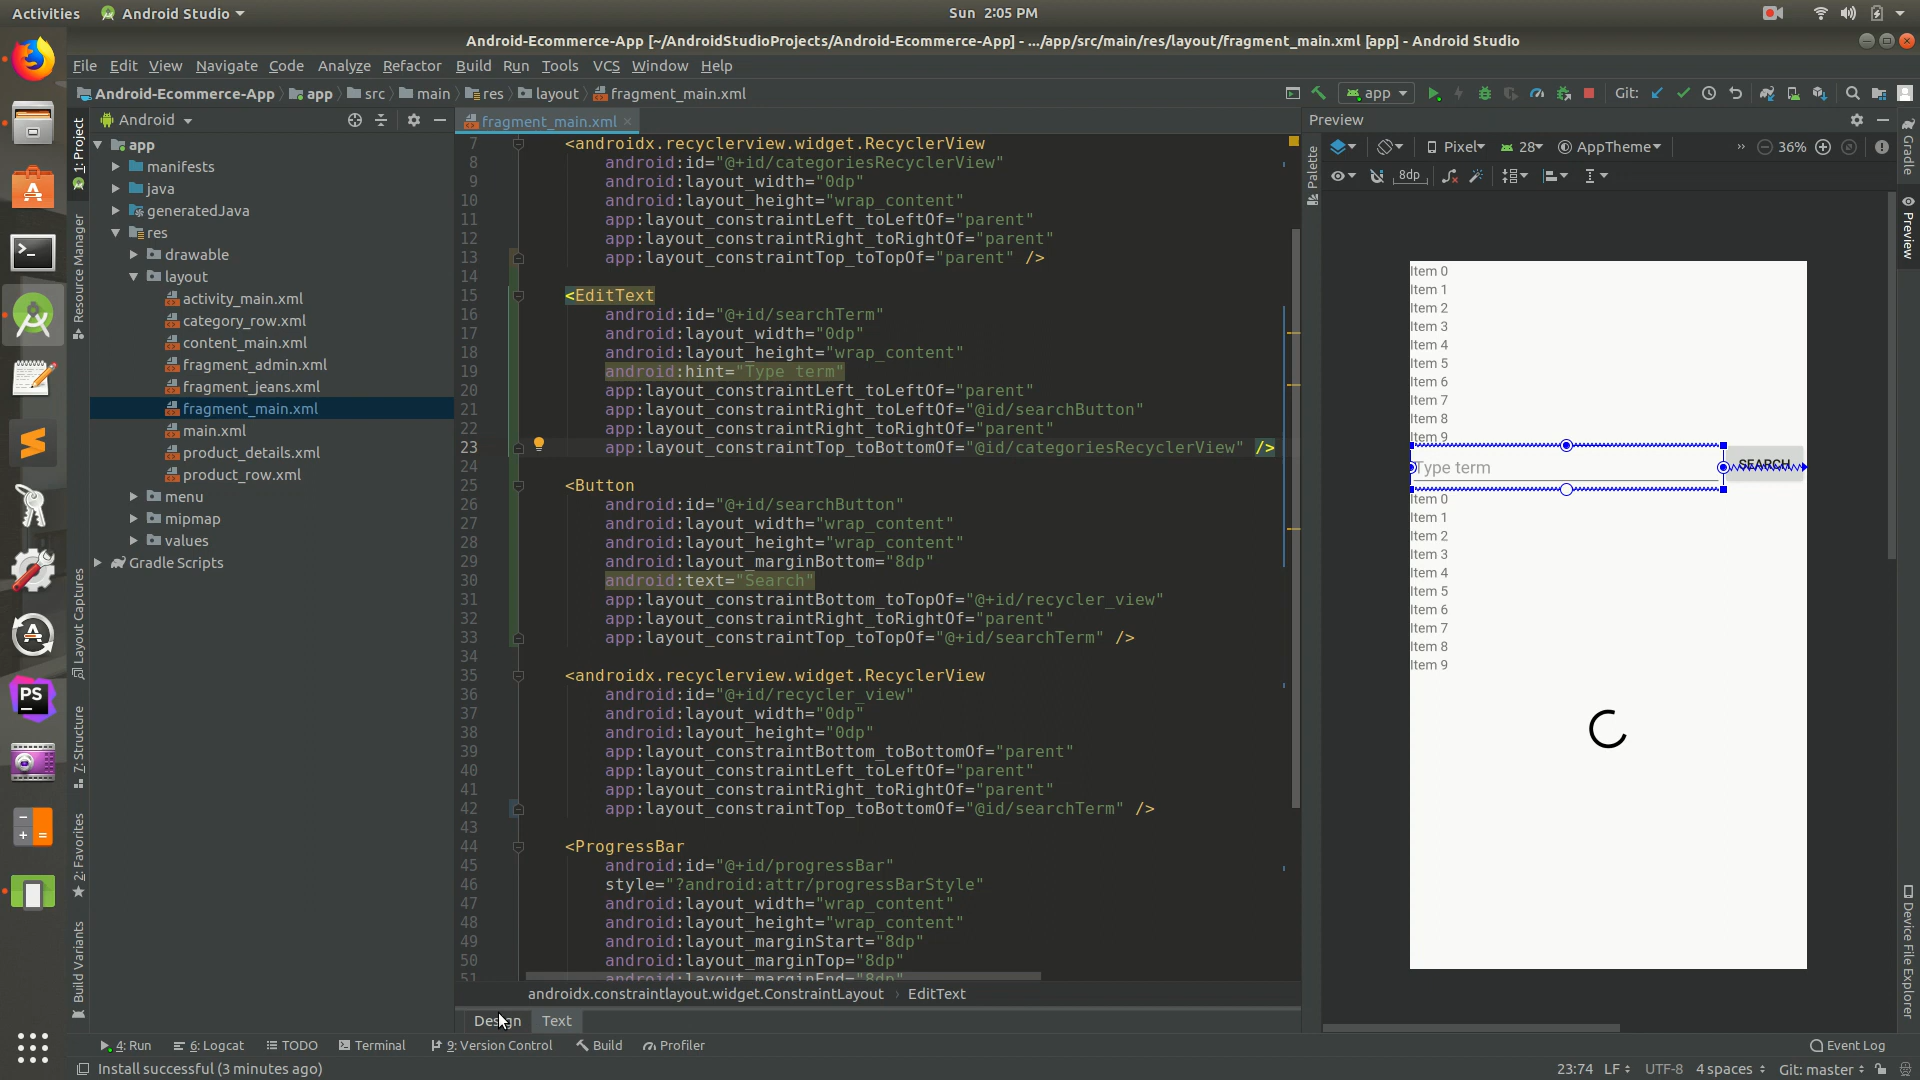 Activities
Android Studio
Sun 2:05 PM
Android-Ecommerce-App [~/AndroidStudioProjects/Android-Ecommerce-App] - .../app/src/main/res/layout/fragment_main.xml [app] - Android Studio
File Edit View Navigate Code Analyze Refactor Build Run Tools VCS Window Help
Android-Ecommerce-App app src main res layout fragment_main.xml
app
Git:
1: Project
Resource Manager
Layout Captures
7: Structure
2: Favorites
Build Variants
PS
Android
app
manifests
java
generatedJava
res
drawable
layout
activity_main.xml
category_row.xml
content_main.xml
fragment_admin.xml
fragment_jeans.xml
fragment_main.xml
main.xml
product_details.xml
product_row.xml
menu
mipmap
values
Gradle Scripts
fragment_main.xml
7 <androidx.recyclerview.widget.RecyclerView
8 android:id="@+id/categoriesRecyclerView"
9 android:layout_width="0dp"
10 android:layout_height="wrap_content"
11 app:layout_constraintLeft_toLeftOf="parent"
12 app:layout_constraintRight_toRightOf="parent"
13 app:layout_constraintTop_toTopOf="parent" />
14
15 <EditText
16 android:id="@+id/searchTerm"
17 android:layout_width="0dp"
18 android:layout_height="wrap_content"
19 android:hint="Type term"
20 app:layout_constraintLeft_toLeftOf="parent"
21 app:layout_constraintRight_toLeftOf="@id/searchButton"
22 app:layout_constraintRight_toRightOf="parent"
23 app:layout_constraintTop_toBottomOf="@id/categoriesRecyclerView" />
24
25 <Button
26 android:id="@+id/searchButton"
27 android:layout_width="wrap_content"
28 android:layout_height="wrap_content"
29 android:layout_marginBottom="8dp"
30 android:text="Search"
31 app:layout_constraintBottom_toTopOf="@+id/recycler_view"
32 app:layout_constraintRight_toRightOf="parent"
33 app:layout_constraintTop_toTopOf="@+id/searchTerm" />
34
35 <androidx.recyclerview.widget.RecyclerView
36 android:id="@+id/recycler_view"
37 android:layout_width="0dp"
38 android:layout_height="0dp"
39 app:layout_constraintBottom_toBottomOf="parent"
40 app:layout_constraintLeft_toLeftOf="parent"
41 app:layout_constraintRight_toRightOf="parent"
42 app:layout_constraintTop_toBottomOf="@id/searchTerm" />
43
44 <ProgressBar
45 android:id="@+id/progressBar"
46 style="?android:attr/progressBarStyle"
47 android:layout_width="wrap_content"
48 android:layout_height="wrap_content"
49 android:layout_marginStart="8dp"
50 android:layout_marginTop="8dp"
51 android:layout_marginEnd="8dp"
androidx.constraintlayout.widget.ConstraintLayout › EditText
Design Text
Preview
Palette
Pixel 28 AppTheme » 36%
8dp
Item 0
Item 1
Item 2
Item 3
Item 4
Item 5
Item 6
Item 7
Item 8
Item 9
Type term
SEARCH
Item 0
Item 1
Item 2
Item 3
Item 4
Item 5
Item 6
Item 7
Item 8
Item 9
Gradle
Preview
Device File Explorer
4: Run 6: Logcat TODO Terminal 9: Version Control Build Profiler
Event Log
Install successful (3 minutes ago)
23:74 LF UTF-8 4 spaces Git: master